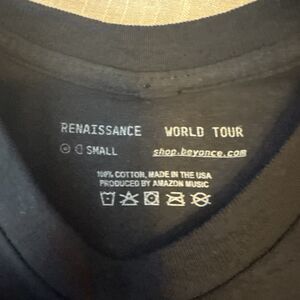 RENAISSANCE WORLD TOUR
SMALL shop.beyonce.com
100% COTTON, MADE IN THE USA
PRODUCED BY AMAZON MUSIC